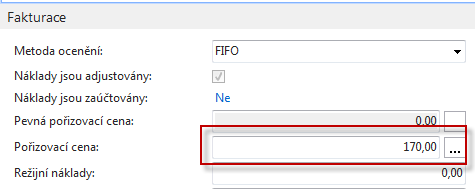 Fakturace
Metoda ocenění: FIFO
Náklady jsou adjustovány:
Náklady jsou zaúčtovány: Ne
Pevná pořizovací cena: 0,00
Pořizovací cena: 170,00 ...
Režijní náklady: 0,00